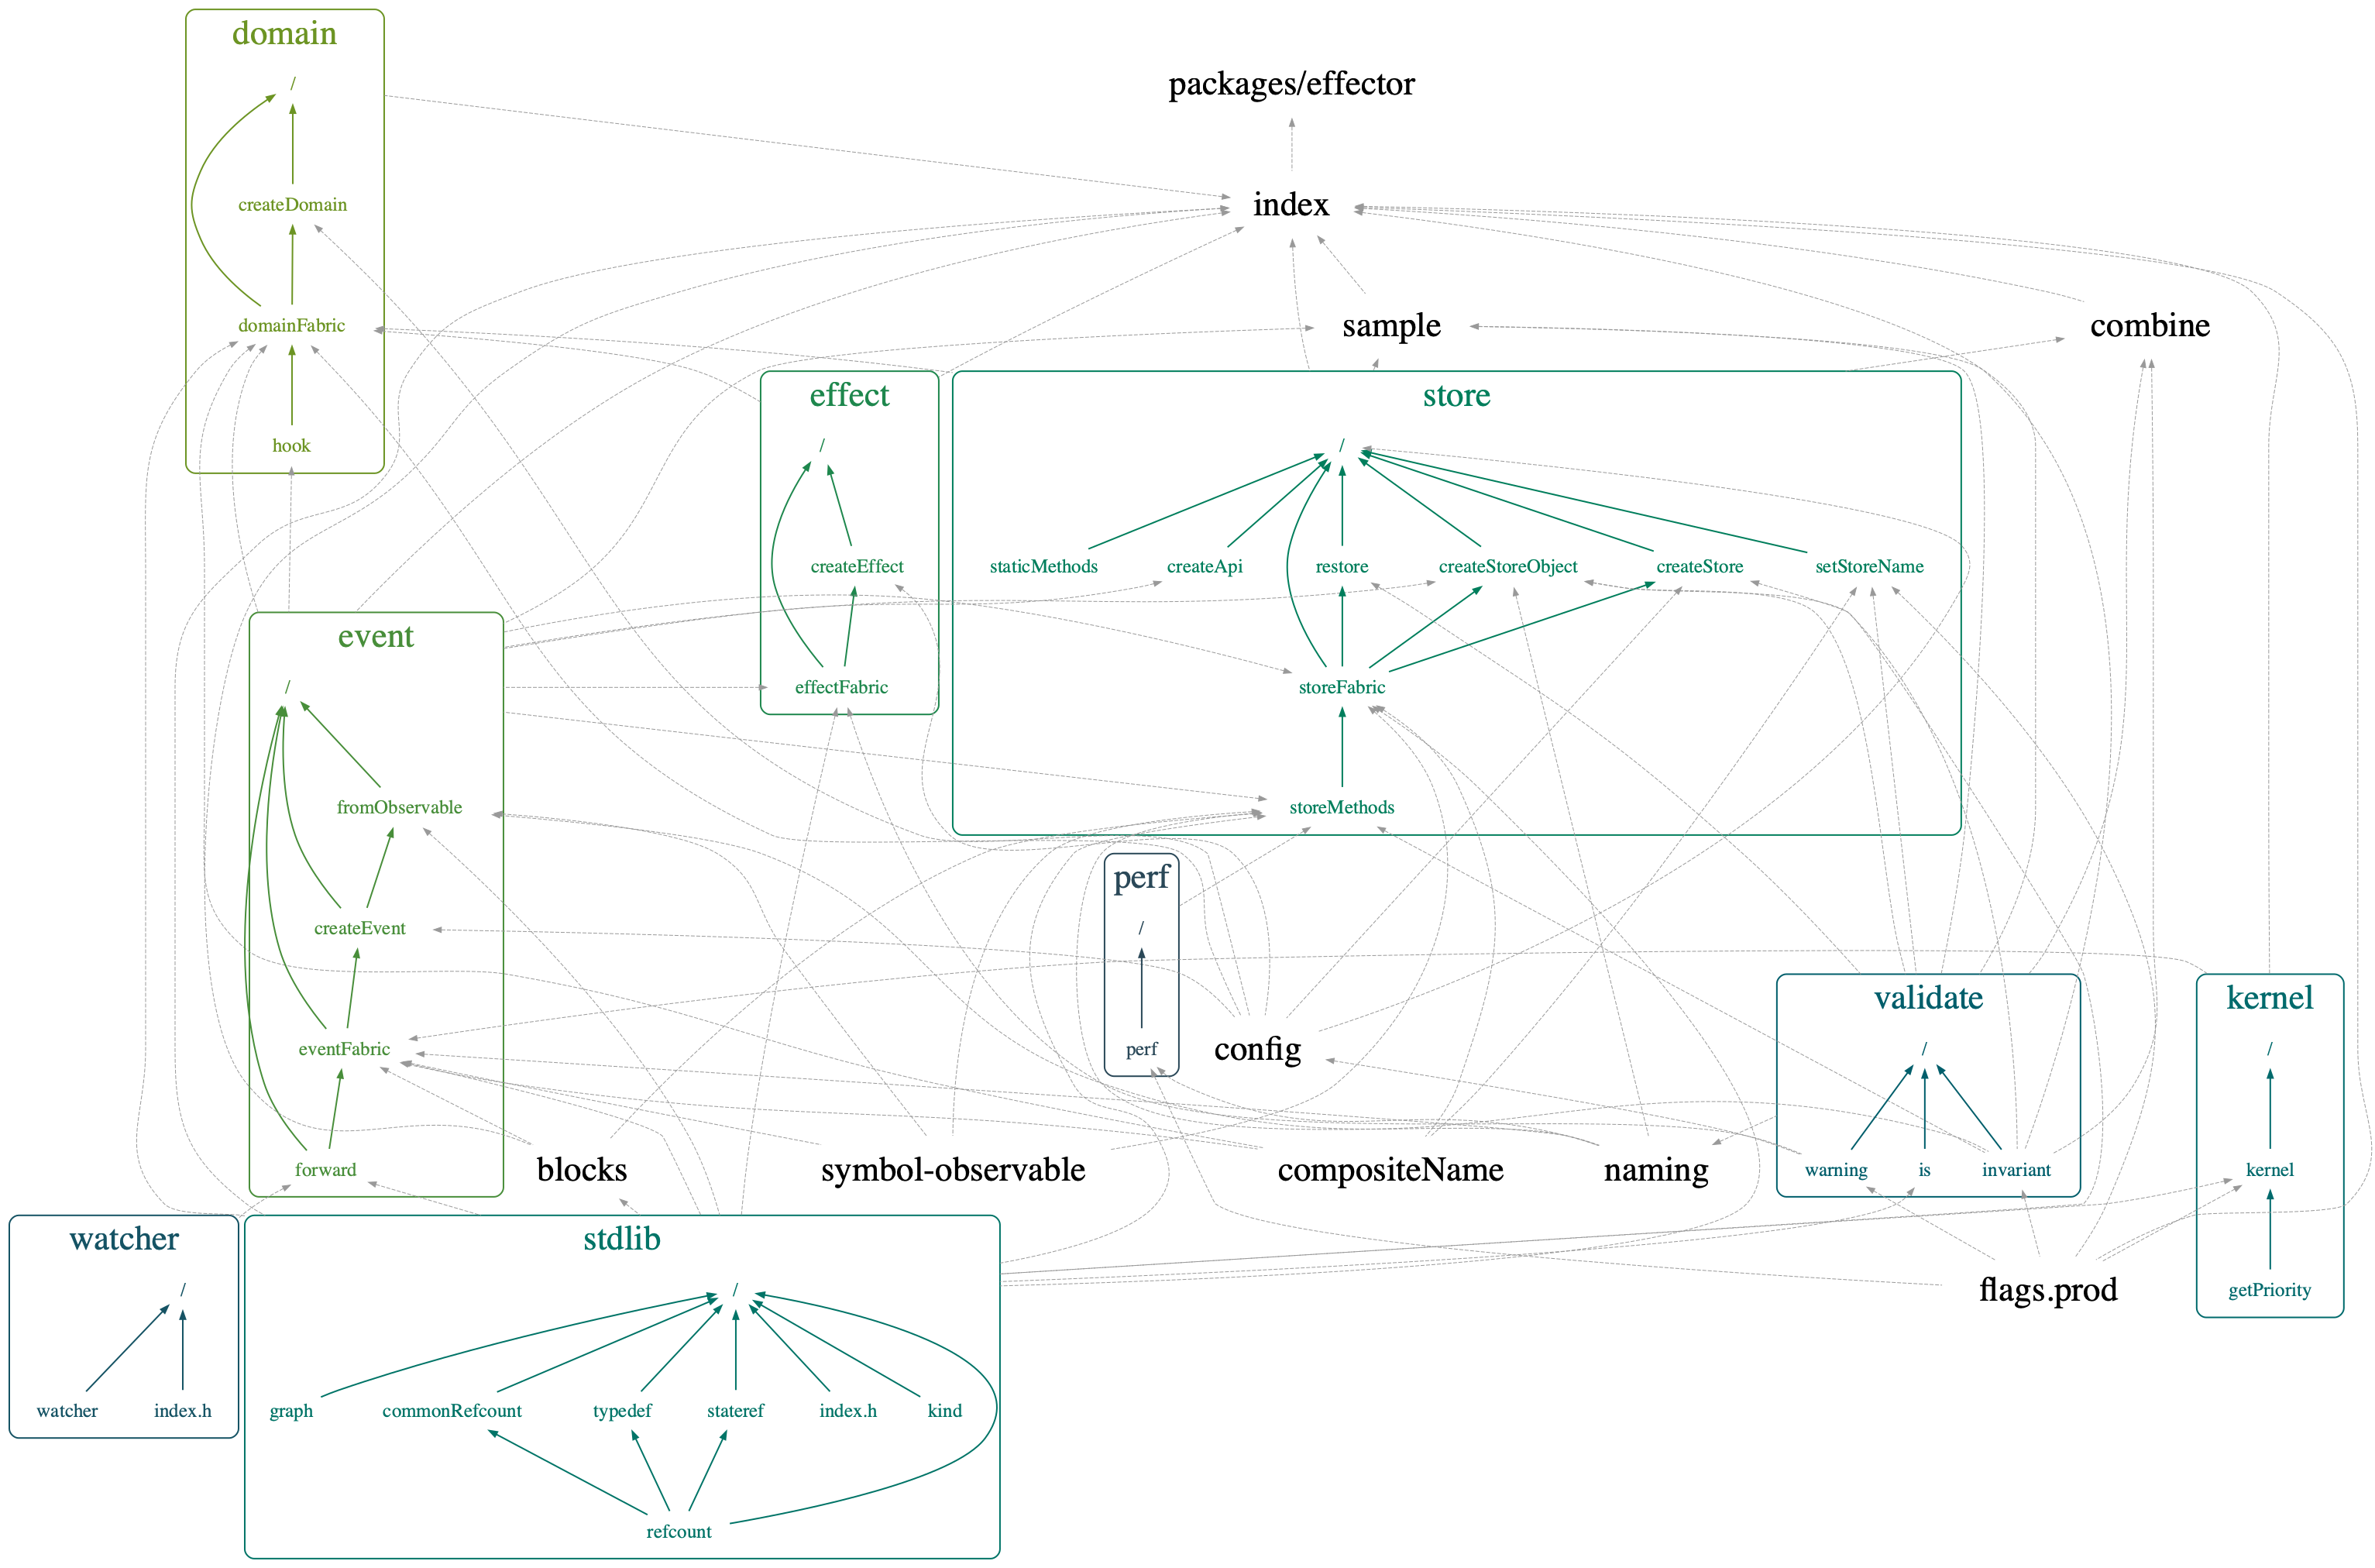 domain
/
createDomain
domainFabric
hook
packages/effector
index
sample
combine
effect
/
createEffect
effectFabric
store
/
staticMethods
createApi
restore
createStoreObject
createStore
setStoreName
storeFabric
storeMethods
event
/
fromObservable
createEvent
eventFabric
forward
perf
/
perf
config
validate
/
warning
is
invariant
kernel
/
kernel
getPriority
blocks
symbol-observable
compositeName
naming
flags.prod
watcher
/
watcher
index.h
stdlib
/
graph
commonRefcount
typedef
stateref
index.h
kind
refcount